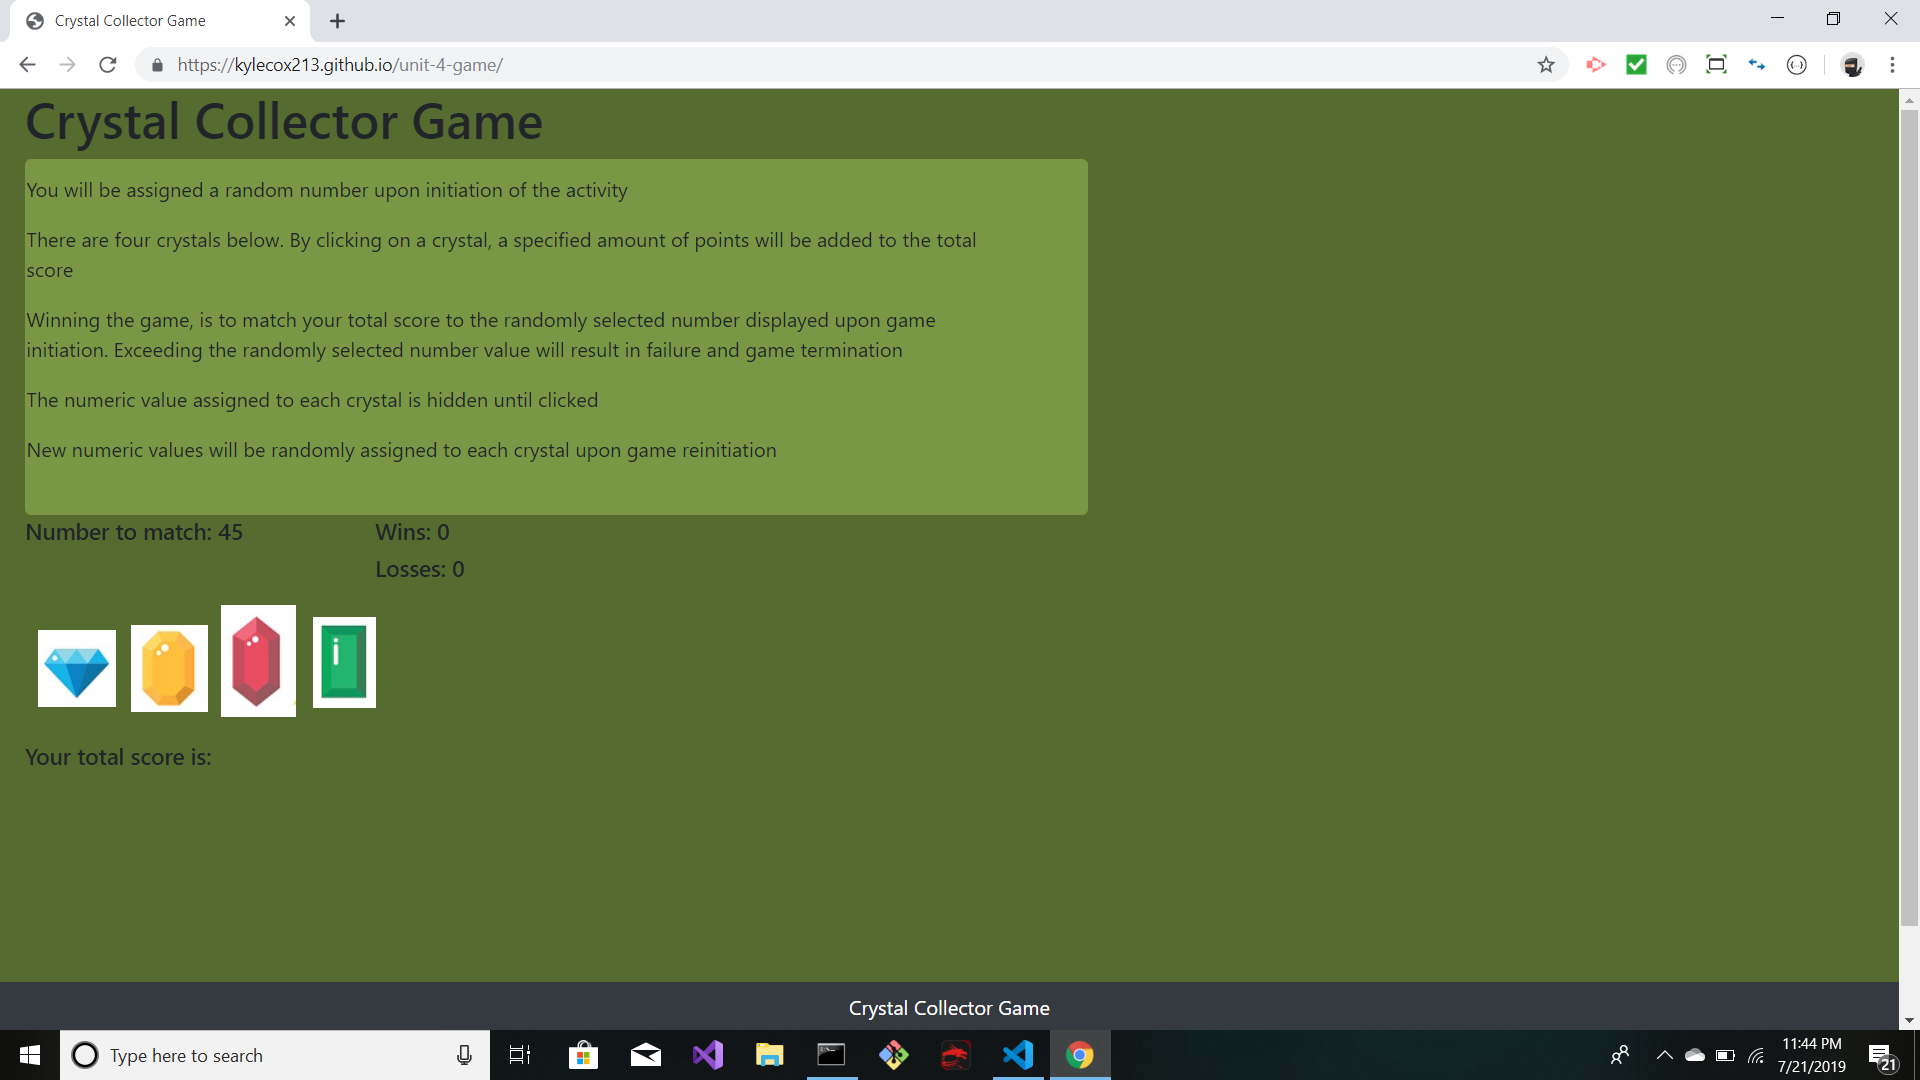 Crystal Collector Game
https://kylecox213.github.io/unit-4-game/
Crystal Collector Game
You will be assigned a random number upon initiation of the activity
There are four crystals below. By clicking on a crystal, a specified amount of points will be added to the total
score
Winning the game, is to match your total score to the randomly selected number displayed upon game
initiation. Exceeding the randomly selected number value will result in failure and game termination
The numeric value assigned to each crystal is hidden until clicked
New numeric values will be randomly assigned to each crystal upon game reinitiation
Number to match: 45
Wins: 0
Losses: 0
Your total score is:
Crystal Collector Game
Type here to search
11:44 PM
7/21/2019
21